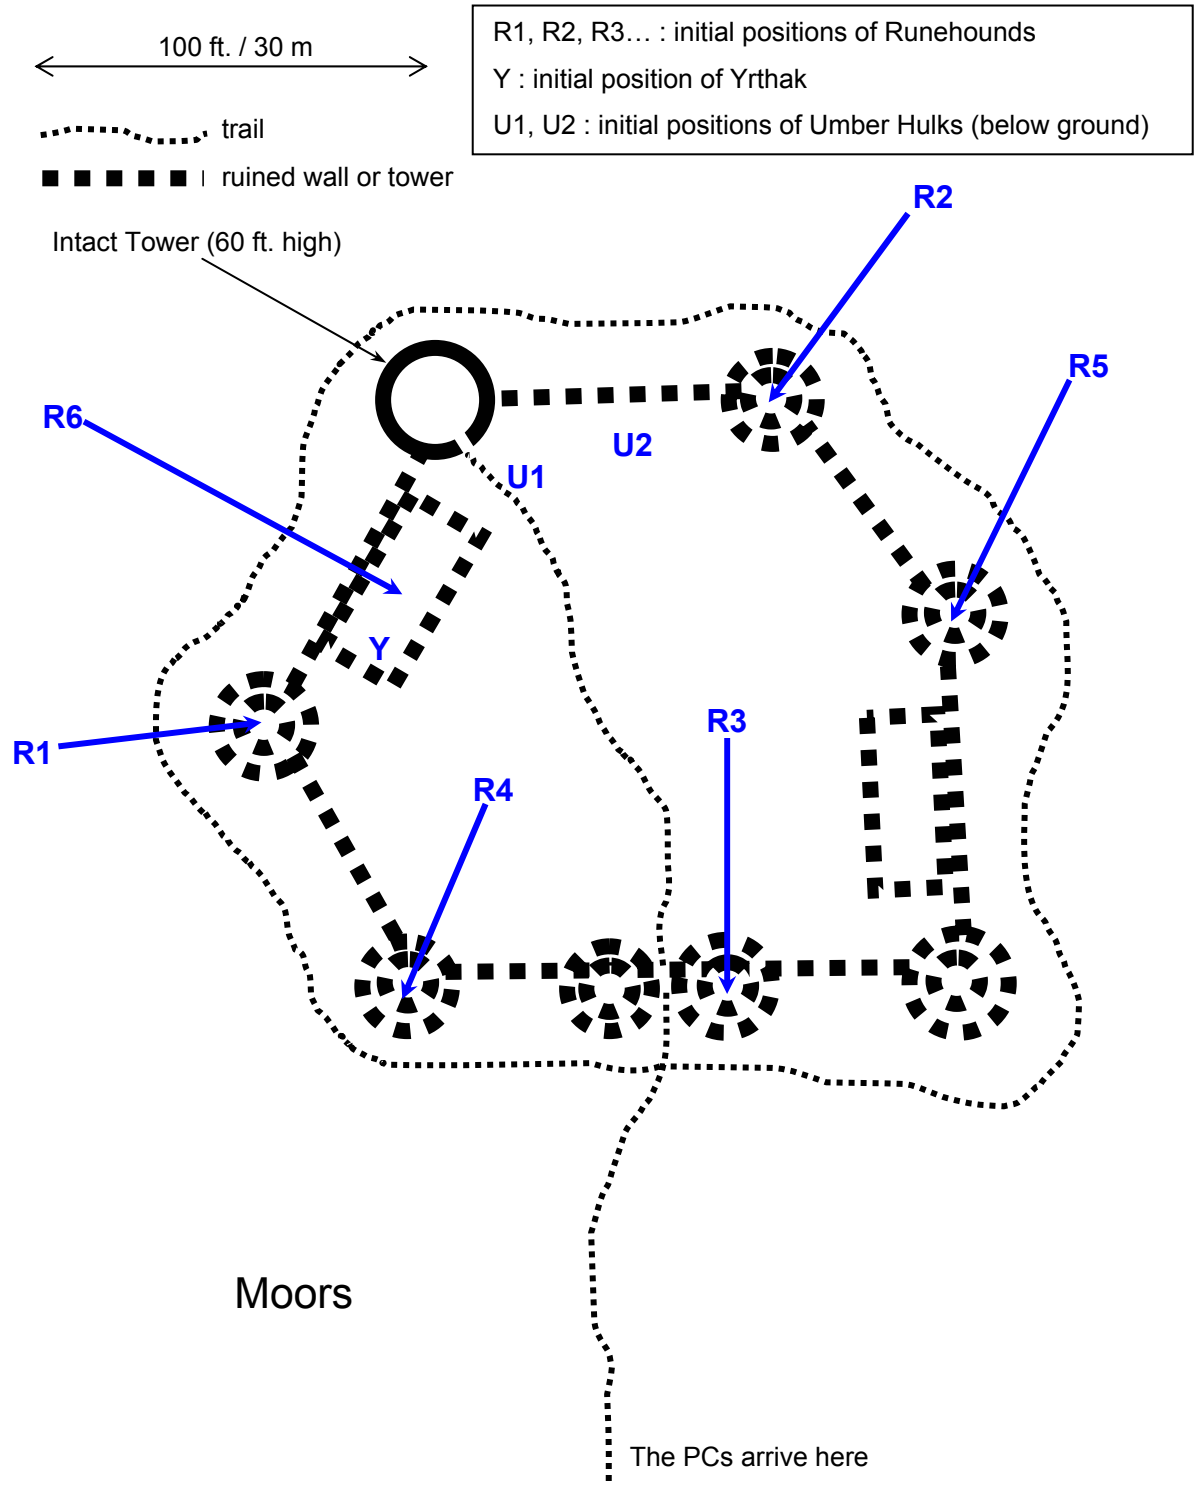 100 ft. / 30 m
R1, R2, R3… : initial positions of Runehounds
Y : initial position of Yrthak
U1, U2 : initial positions of Umber Hulks (below ground)
trail
ruined wall or tower
Intact Tower (60 ft. high)
R2
R5
R6
U2
U1
Y
R3
R1
R4
Moors
The PCs arrive here